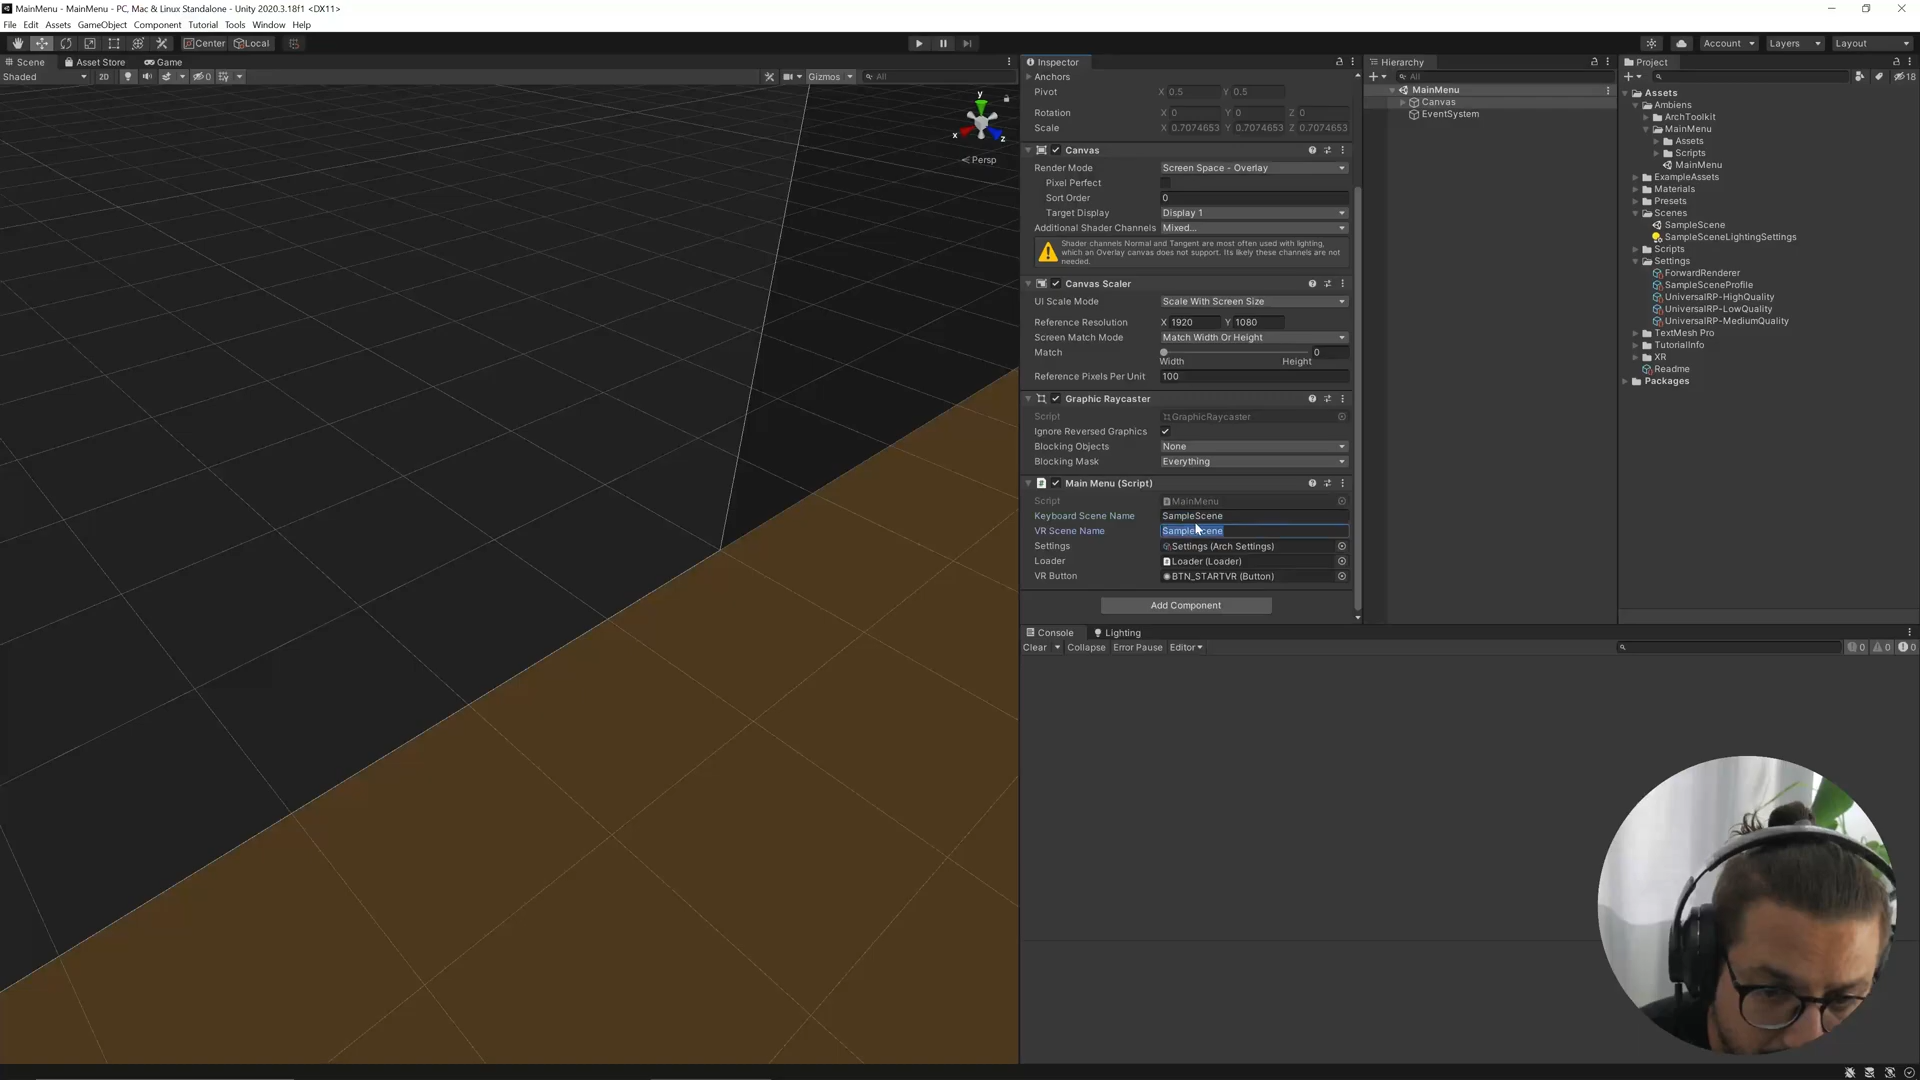 MainMenu - MainMenu - PC, Mac & Linux Standalone - Unity 2020.3.18f1 <DX11>
File Edit Assets GameObject Component Tutorial Tools Window Help
Center Local
Account Layers Layout
Scene Asset Store Game
Shaded 2D 0 Gizmos All
y
x z
Persp
Inspector
Anchors
Pivot X 0.5 Y 0.5
Rotation X 0 Y 0 Z 0
Scale X 0.7074653 Y 0.7074653 Z 0.7074653
Canvas
Render Mode Screen Space - Overlay
Pixel Perfect
Sort Order 0
Target Display Display 1
Additional Shader Channels Mixed...
Shader channels Normal and Tangent are most often used with lighting,
which an Overlay canvas does not support. Its likely these channels are not
needed.
Canvas Scaler
UI Scale Mode Scale With Screen Size
Reference Resolution X 1920 Y 1080
Screen Match Mode Match Width Or Height
Match 0
Width Height
Reference Pixels Per Unit 100
Graphic Raycaster
Script GraphicRaycaster
Ignore Reversed Graphics
Blocking Objects None
Blocking Mask Everything
Main Menu (Script)
Script MainMenu
Keyboard Scene Name SampleScene
VR Scene Name SampleScene
Settings Settings (Arch Settings)
Loader Loader (Loader)
VR Button BTN_STARTVR (Button)
Add Component
Hierarchy
All
MainMenu
Canvas
EventSystem
Project
18
Assets
Ambiens
ArchToolkit
MainMenu
Assets
Scripts
MainMenu
ExampleAssets
Materials
Presets
Scenes
SampleScene
SampleSceneLightingSettings
Scripts
Settings
ForwardRenderer
SampleSceneProfile
UniversalRP-HighQuality
UniversalRP-LowQuality
UniversalRP-MediumQuality
TextMesh Pro
TutorialInfo
XR
Readme
Packages
Console Lighting
Clear Collapse Error Pause Editor 0 0 0